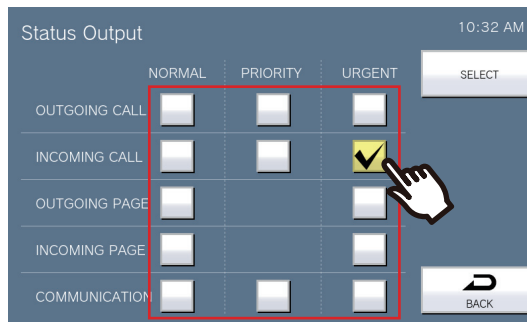 Status Output
10:32 AM
NORMAL PRIORITY URGENT
SELECT
OUTGOING CALL
INCOMING CALL
OUTGOING PAGE
INCOMING PAGE
COMMUNICATION
BACK